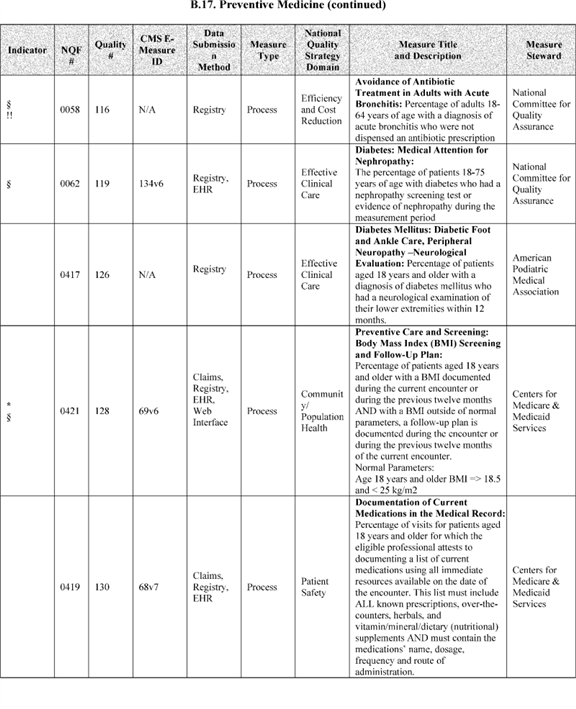 B.17. Preventive Medicine (continued)
Indicator
NQF
#
Quality
#
CMS E-
Measure
ID
Data
Submissio
n
Method
Measure
Type
National
Quality
Strategy
Domain
Measure Title
and Description
Measure
Steward
§
!!
0058
116
N/A
Registry
Process
Efficiency
and Cost
Reduction
Avoidance of Antibiotic
Treatment in Adults with Acute
Bronchitis: Percentage of adults 18-
64 years of age with a diagnosis of
acute bronchitis who were not
dispensed an antibiotic prescription
National
Committee for
Quality
Assurance
§
0062
119
134v6
Registry,
EHR
Process
Effective
Clinical
Care
Diabetes: Medical Attention for
Nephropathy:
The percentage of patients 18-75
years of age with diabetes who had a
nephropathy screening test or
evidence of nephropathy during the
measurement period
National
Committee for
Quality
Assurance
0417
126
N/A
Registry
Process
Effective
Clinical
Care
Diabetes Mellitus: Diabetic Foot
and Ankle Care, Peripheral
Neuropathy –Neurological
Evaluation: Percentage of patients
aged 18 years and older with a
diagnosis of diabetes mellitus who
had a neurological examination of
their lower extremities within 12
months.
American
Podiatric
Medical
Association
*
§
0421
128
69v6
Claims,
Registry,
EHR,
Web
Interface
Process
Communit
y/
Population
Health
Preventive Care and Screening:
Body Mass Index (BMI) Screening
and Follow-Up Plan:
Percentage of patients aged 18 years
and older with a BMI documented
during the current encounter or
during the previous twelve months
AND with a BMI outside of normal
parameters, a follow-up plan is
documented during the encounter or
during the previous twelve months
of the current encounter.
Normal Parameters:
Age 18 years and older BMI => 18.5
and < 25 kg/m2
Centers for
Medicare &
Medicaid
Services
0419
130
68v7
Claims,
Registry,
EHR
Process
Patient
Safety
Documentation of Current
Medications in the Medical Record:
Percentage of visits for patients aged
18 years and older for which the
eligible professional attests to
documenting a list of current
medications using all immediate
resources available on the date of
the encounter. This list must include
ALL known prescriptions, over-the-
counters, herbals, and
vitamin/mineral/dietary (nutritional)
supplements AND must contain the
medications' name, dosage,
frequency and route of
administration.
Centers for
Medicare &
Medicaid
Services